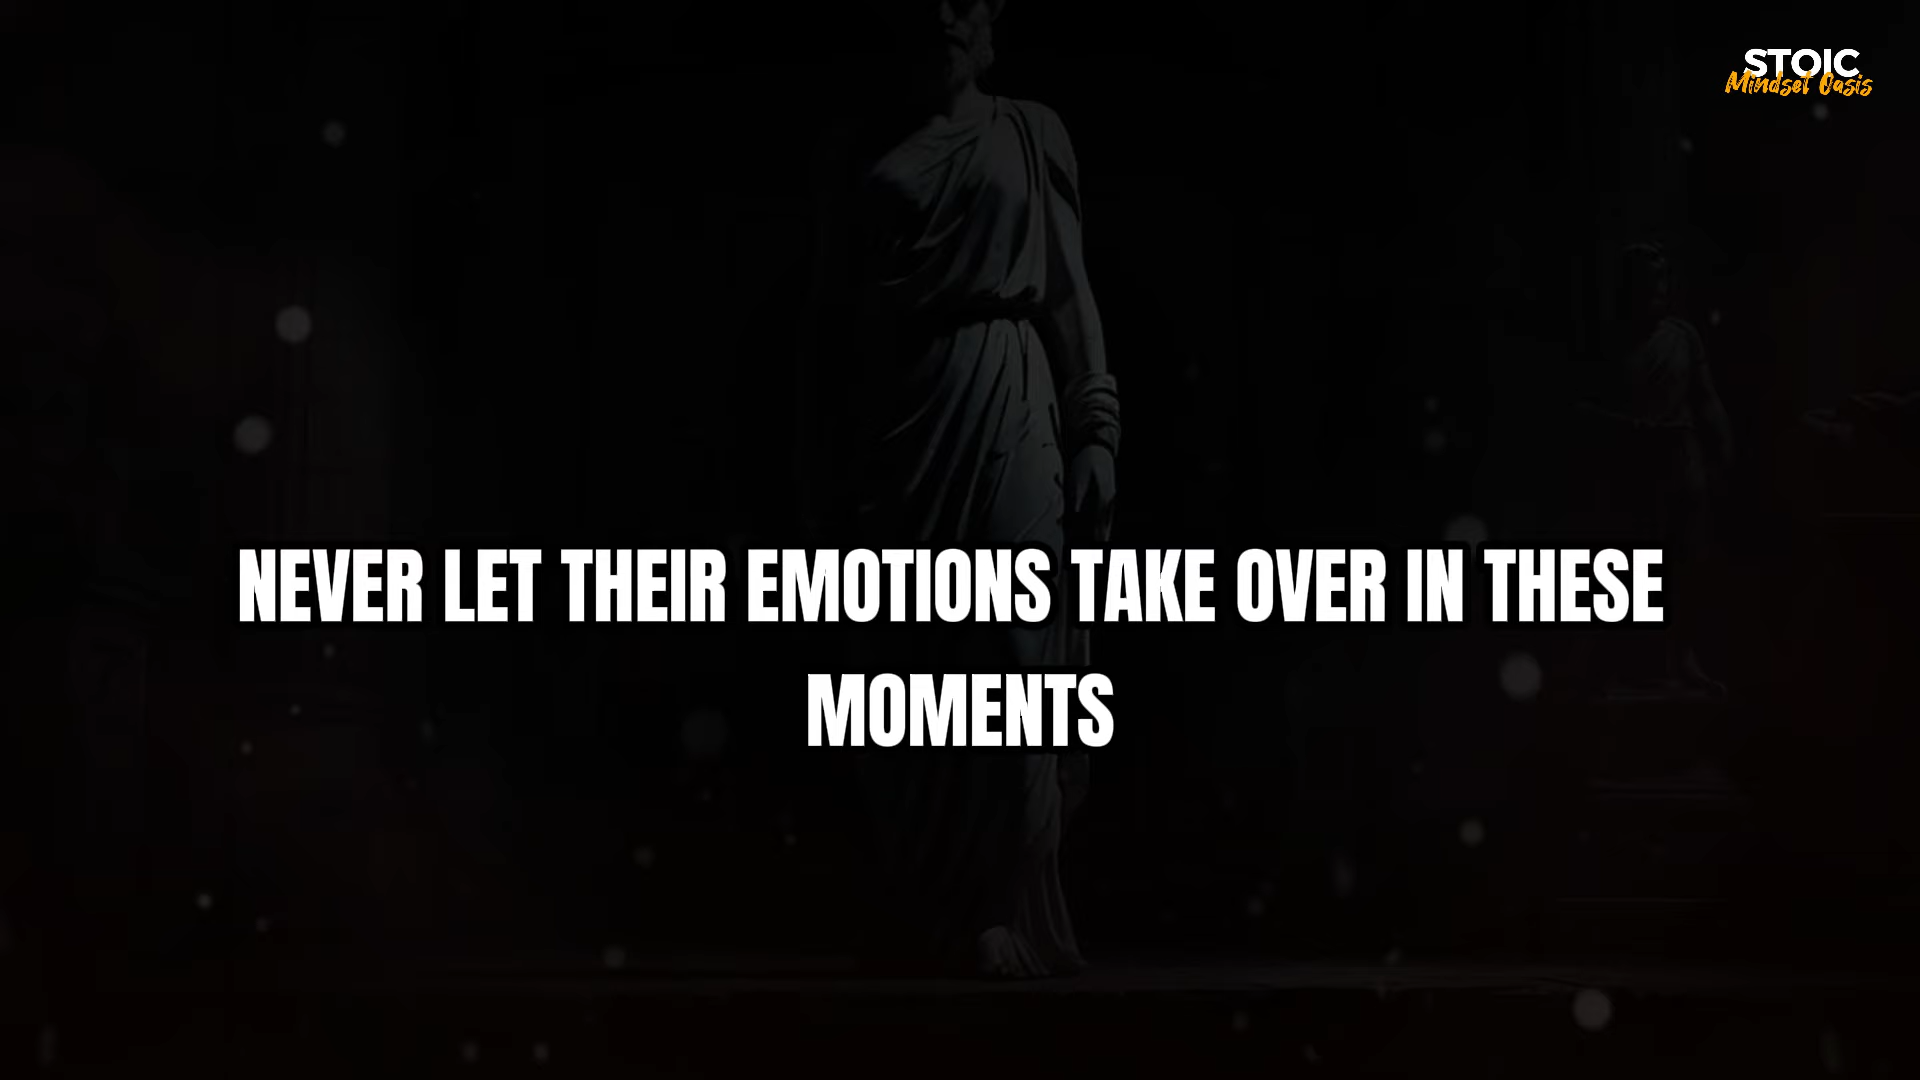 STOIC
Mindset Oasis
NEVER LET THEIR EMOTIONS TAKE OVER IN THESE
MOMENTS